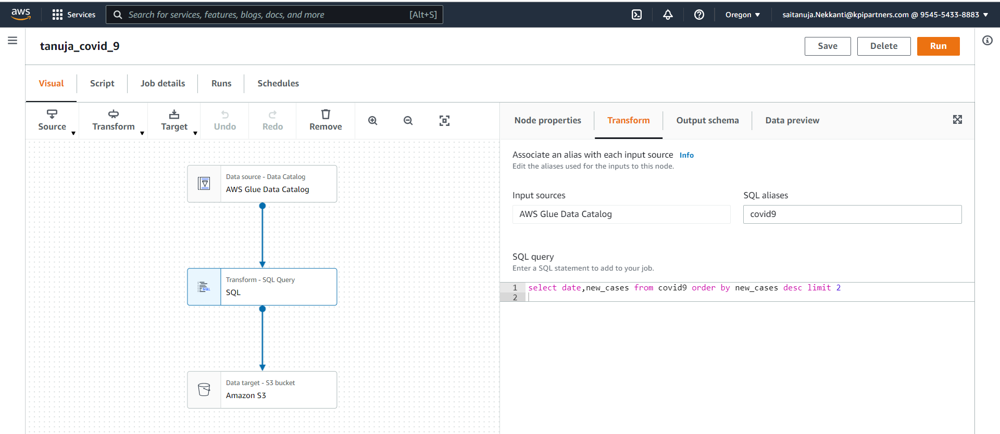 aws
Services
Search for services, features, blogs, docs, and more
[Alt+S]
Oregon
saitanuja.Nekkanti@kpipartners.com @ 9545-5433-8883
tanuja_covid_9
Save
Delete
Run
Visual
Script
Job details
Runs
Schedules
Source
Transform
Target
Undo
Redo
Remove
Node properties
Transform
Output schema
Data preview
Data source - Data Catalog
AWS Glue Data Catalog
SQL
Transform - SQL Query
SQL
Data target - S3 bucket
Amazon S3
Associate an alias with each input source Info
Edit the aliases used for the inputs to this node.
Input sources
SQL aliases
AWS Glue Data Catalog
covid9
SQL query
Enter a SQL statement to add to your job.
1 select date,new_cases from covid9 order by new_cases desc limit 2
2